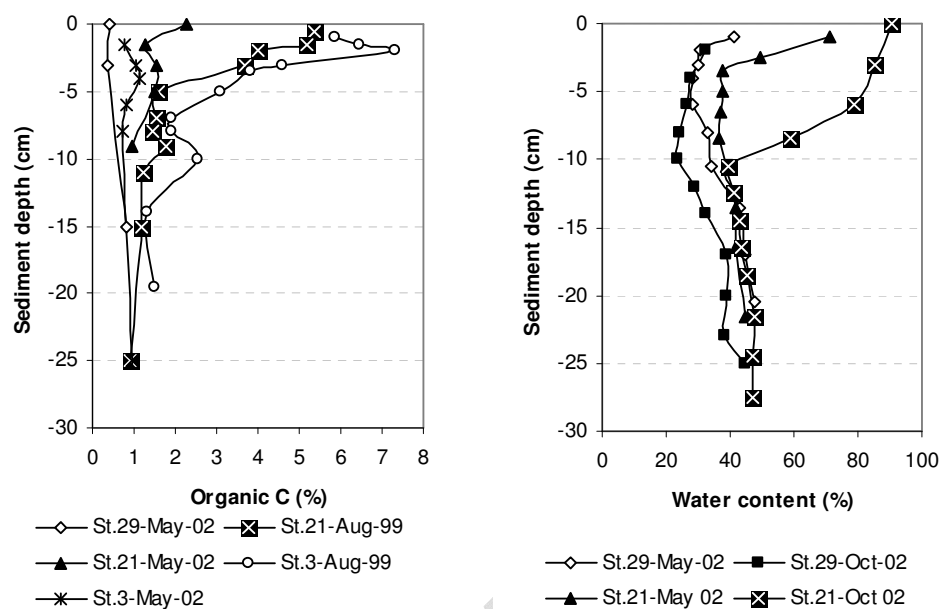 0
-5
-10
-15
-20
-25
-30
Sediment depth (cm)
0 1 2 3 4 5 6 7 8
Organic C (%)
St.29-May-02 St.21-Aug-99
St.21-May-02 St.3-Aug-99
St.3-May-02
0
-5
-10
-15
-20
-25
-30
Sediment depth (cm)
0 20 40 60 80 100
Water content (%)
St.29-May-02 St.29-Oct-02
St.21-May 02 St.21-Oct 02